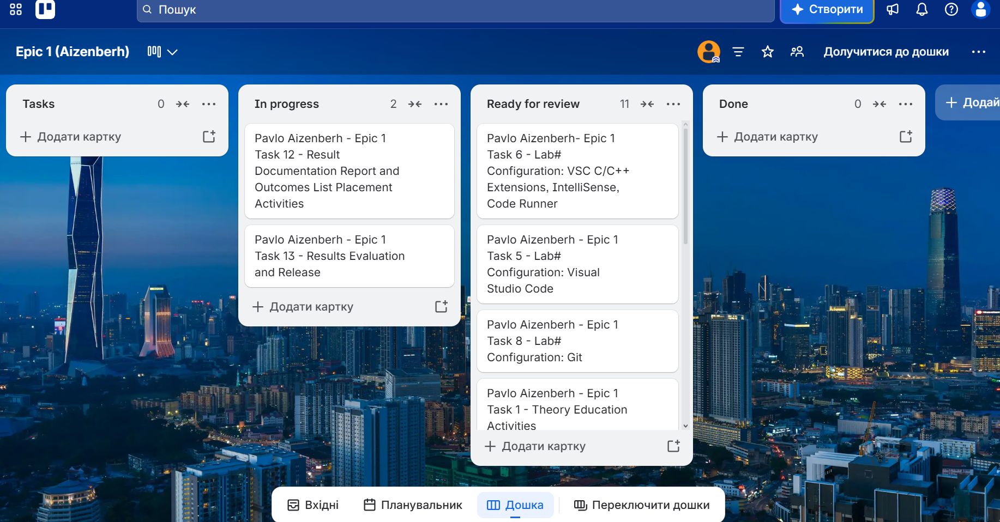 Пошук
Створити
Epic 1 (Aizenberh)
Долучитися до дошки
Tasks 0
Додати картку
In progress 2
Pavlo Aizenberh - Epic 1
Task 12 - Result
Documentation Report and
Outcomes List Placement
Activities
Pavlo Aizenberh - Epic 1
Task 13 - Results Evaluation
and Release
Додати картку
Ready for review 11
Pavlo Aizenberh- Epic 1
Task 6 - Lab#
Configuration: VSC C/C++
Extensions, IntelliSense,
Code Runner
Pavlo Aizenberh - Epic 1
Task 5 - Lab#
Configuration: Visual
Studio Code
Pavlo Aizenberh - Epic 1
Task 8 - Lab#
Configuration: Git
Pavlo Aizenberh - Epic 1
Task 1 - Theory Education
Activities
Додати картку
Done 0
Додати картку
Додай
Вхідні
Планувальник
Дошка
Переключити дошки